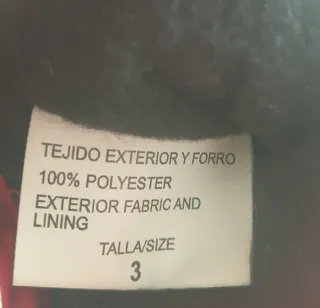 TEJIDO EXTERIOR Y FORRO
100% POLYESTER
EXTERIOR FABRIC AND
LINING
TALLA/SIZE
3